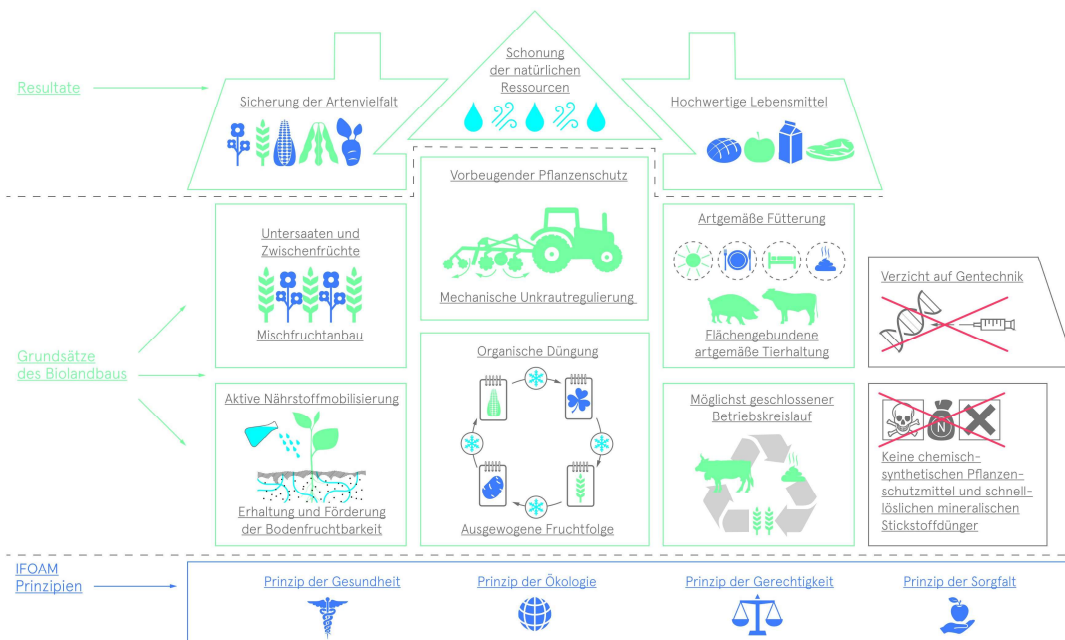 Resultate
Sicherung der Artenvielfalt
Schonung
der natürlichen
Ressourcen
Hochwertige Lebensmittel
Grundsätze
des Biolandbaus
Untersaaten und
Zwischenfrüchte
Mischfruchtanbau
Vorbeugender Pflanzenschutz
Mechanische Unkrautregulierung
Artgemäße Fütterung
Flächengebundene
artgemäße Tierhaltung
Verzicht auf Gentechnik
Aktive Nährstoffmobilisierung
Erhaltung und Förderung
der Bodenfruchtbarkeit
Organische Düngung
Ausgewogene Fruchtfolge
Möglichst geschlossener
Betriebskreislauf
N
Keine chemisch-
synthetischen Pflanzen-
schutzmittel und schnell-
löslichen mineralischen
Stickstoffdünger
IFOAM
Prinzipien
Prinzip der Gesundheit
Prinzip der Ökologie
Prinzip der Gerechtigkeit
Prinzip der Sorgfalt